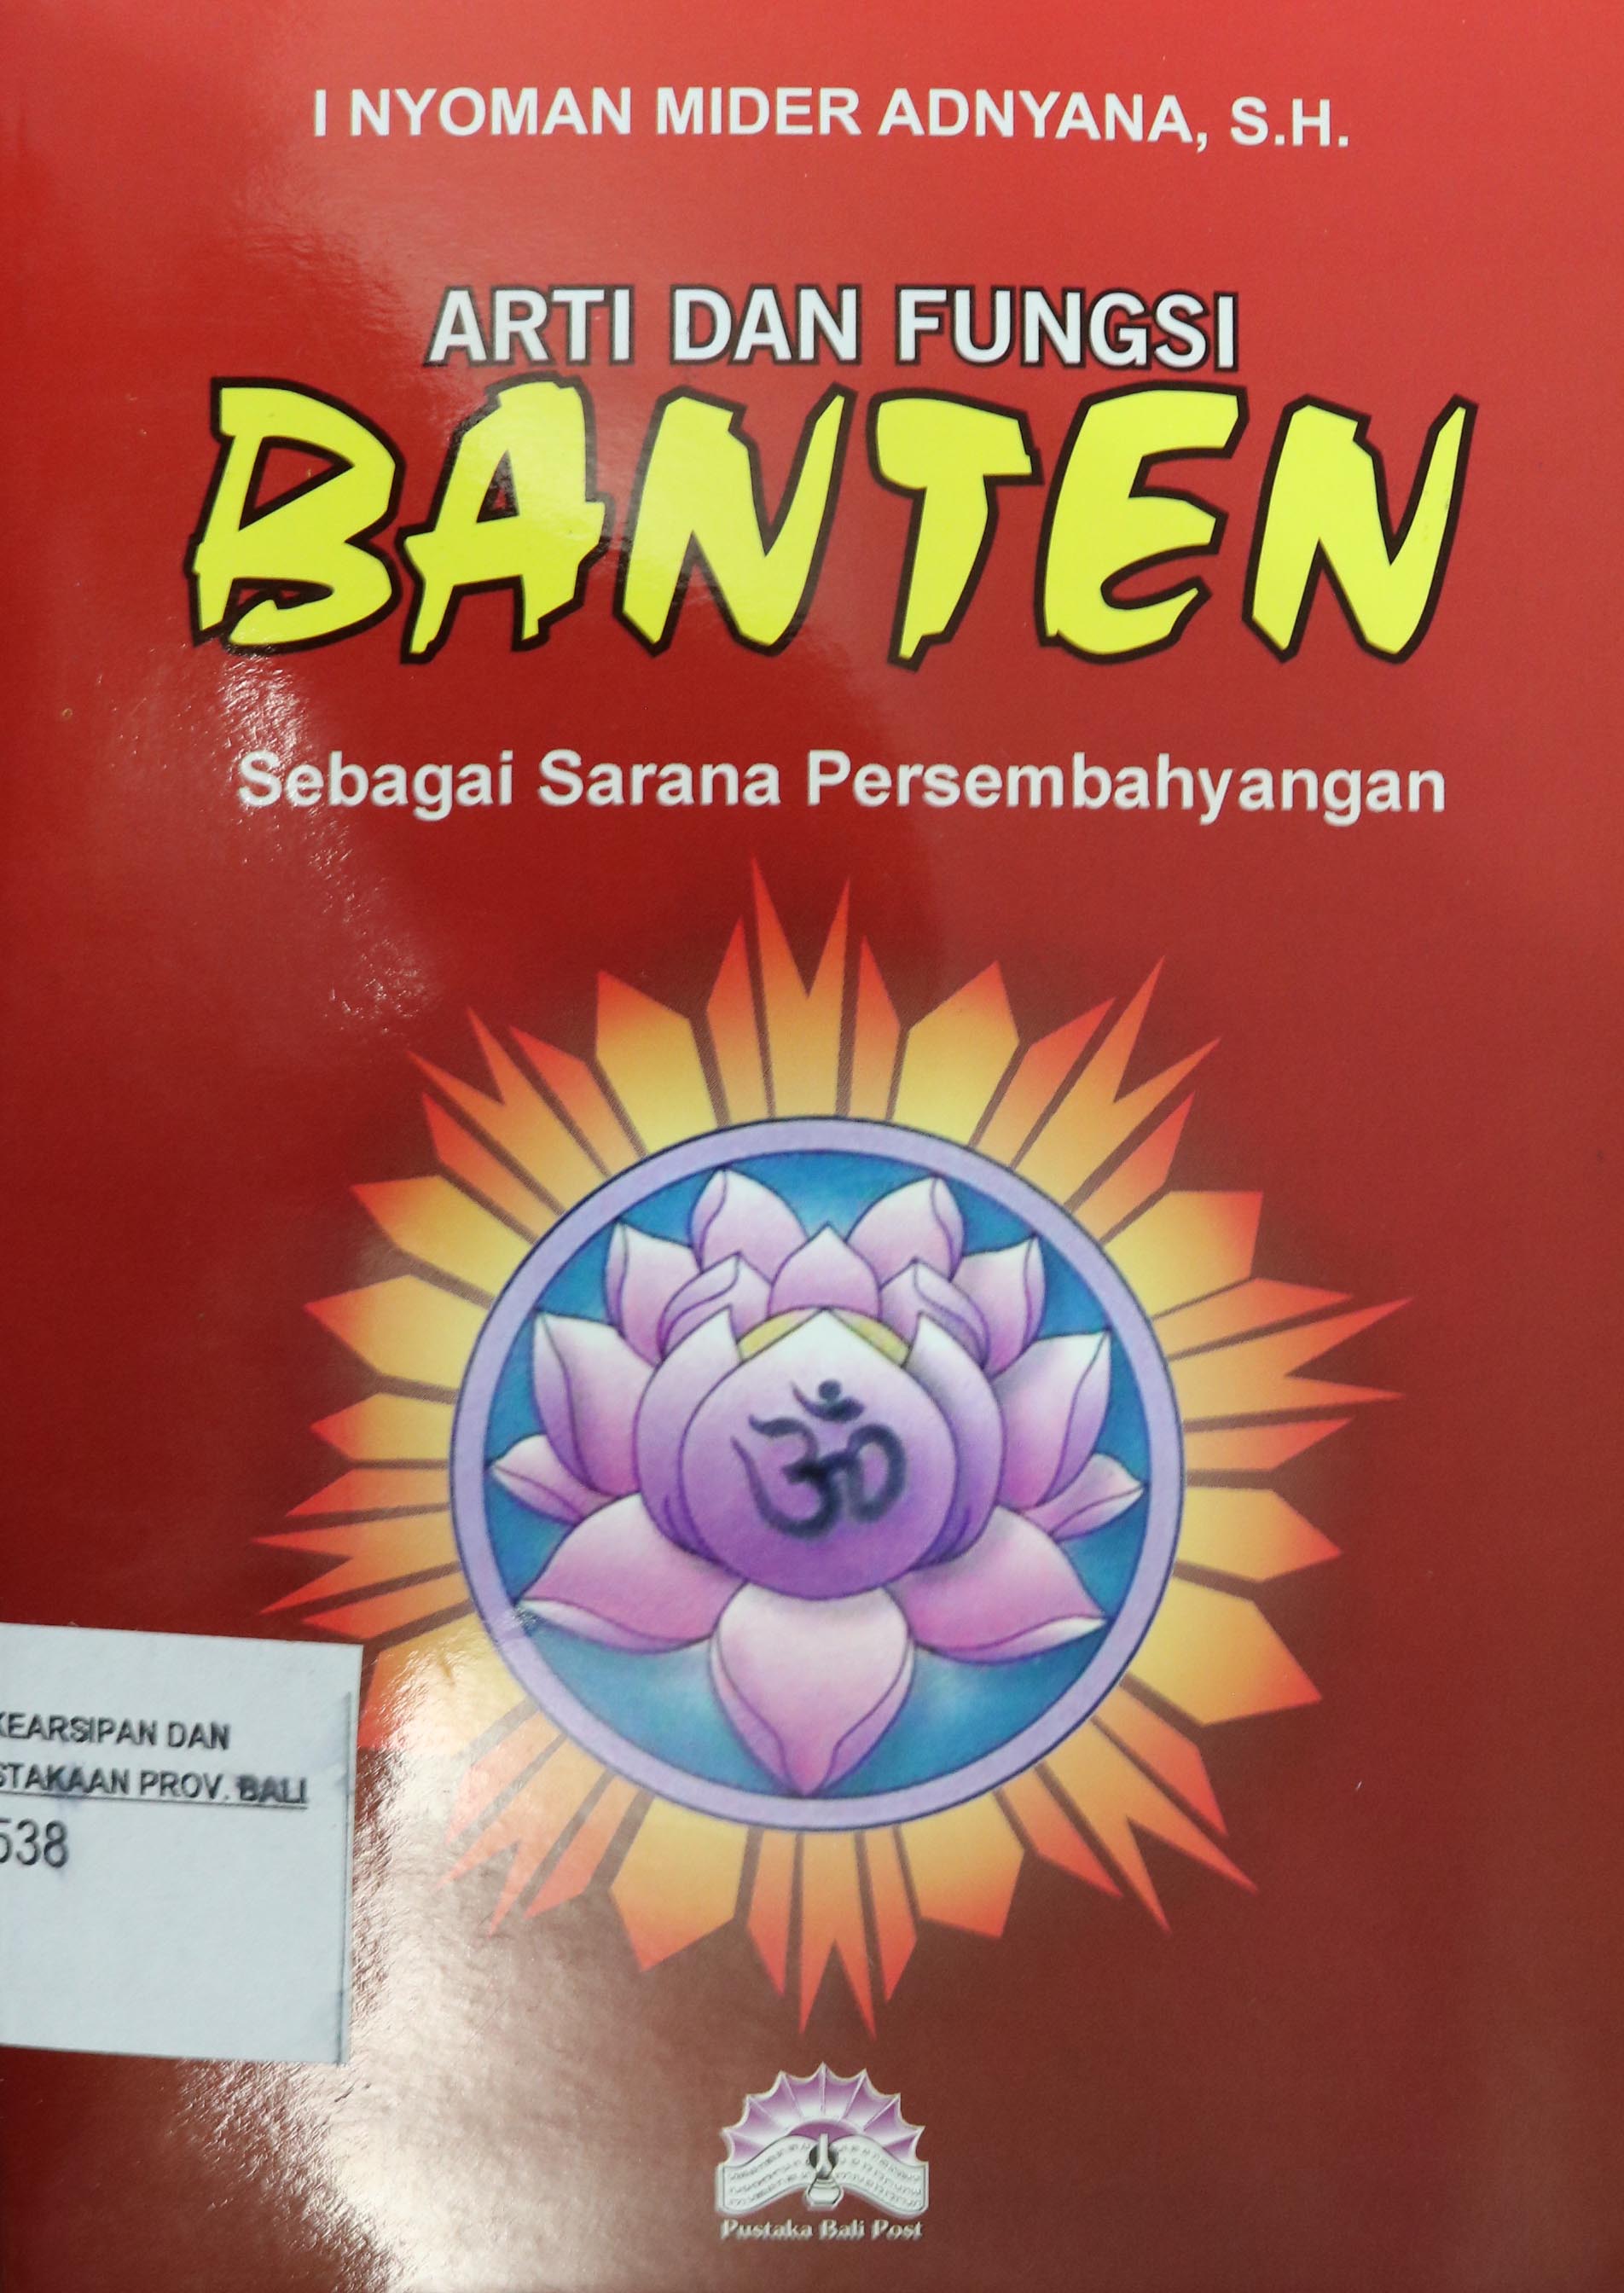 I NYOMAN MIDER ADNYANA, S.H.
ARTI DAN FUNGSI
BANTEN
Sebagai Sarana Persembahyangan
ॐ
KEARSIPAN DAN
STAKAAN PROV. BALI
538
Pustaka Bali Post